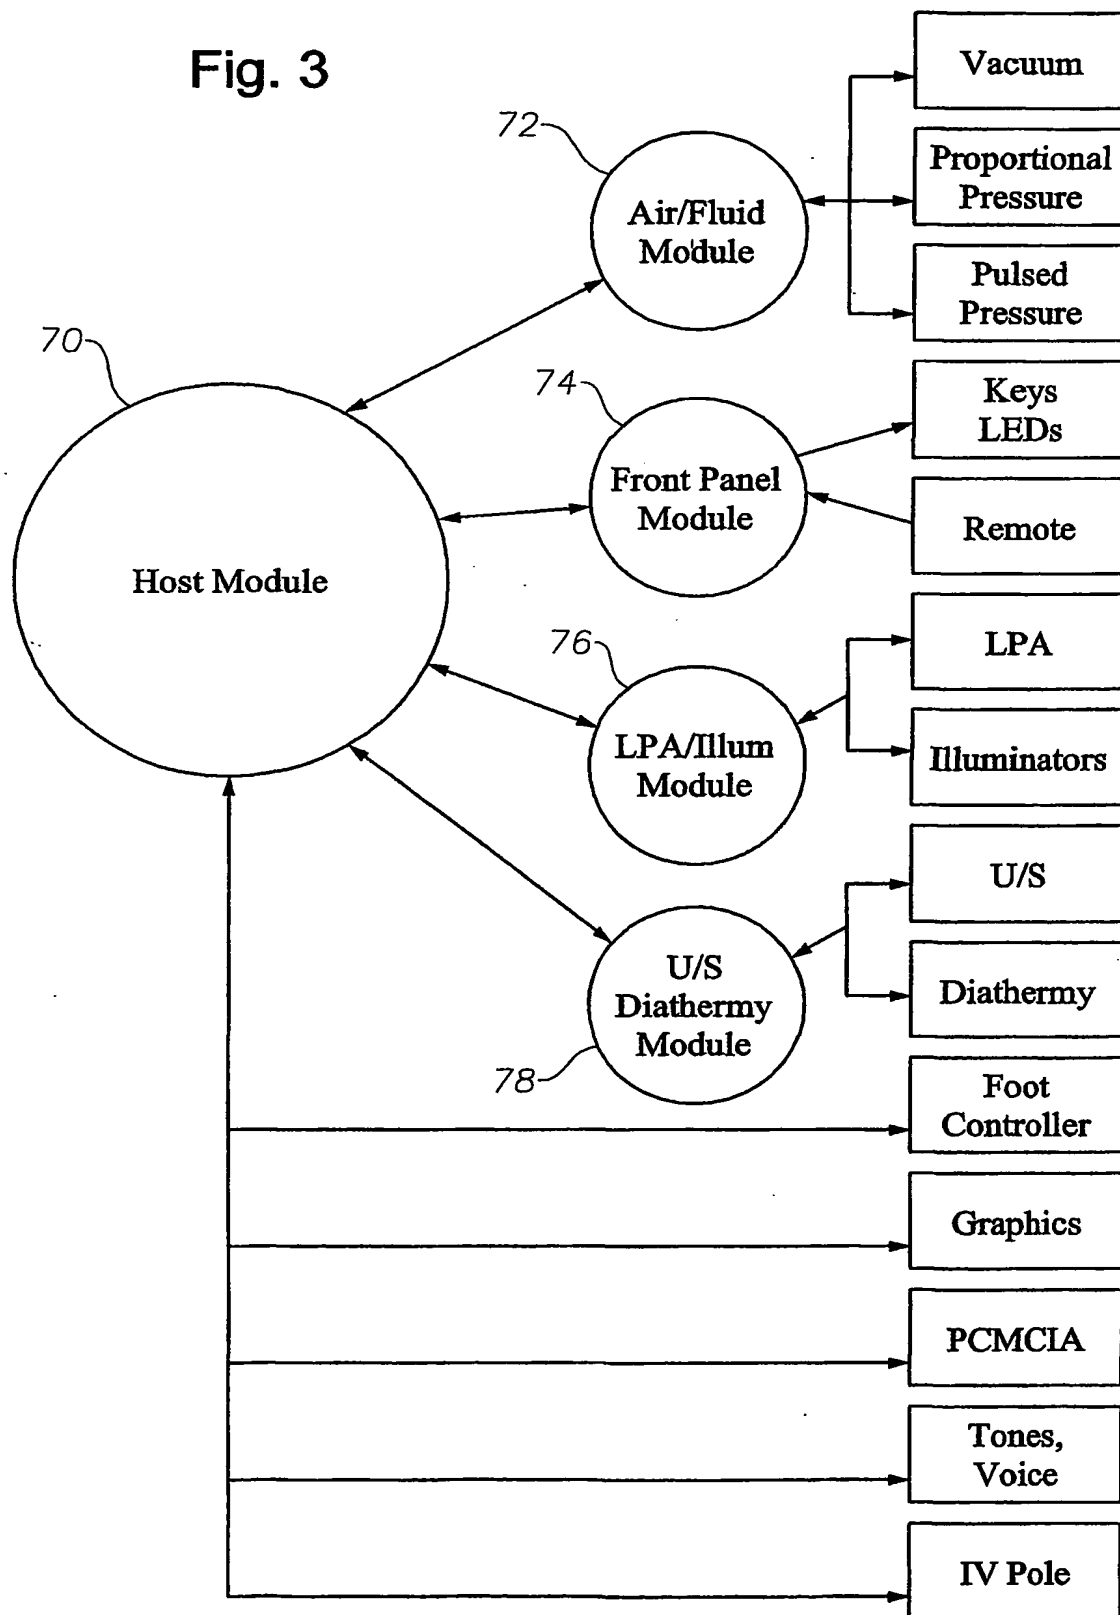 Fig. 3
Vacuum
72
Air/Fluid
Module
Proportional
Pressure
Pulsed
Pressure
70
Host Module
74
Front Panel
Module
Keys
LEDs
Remote
76
LPA/Illum
Module
LPA
Illuminators
U/S
Diathermy
Module
78
U/S
Diathermy
Foot
Controller
Graphics
PCMCIA
Tones,
Voice
IV Pole